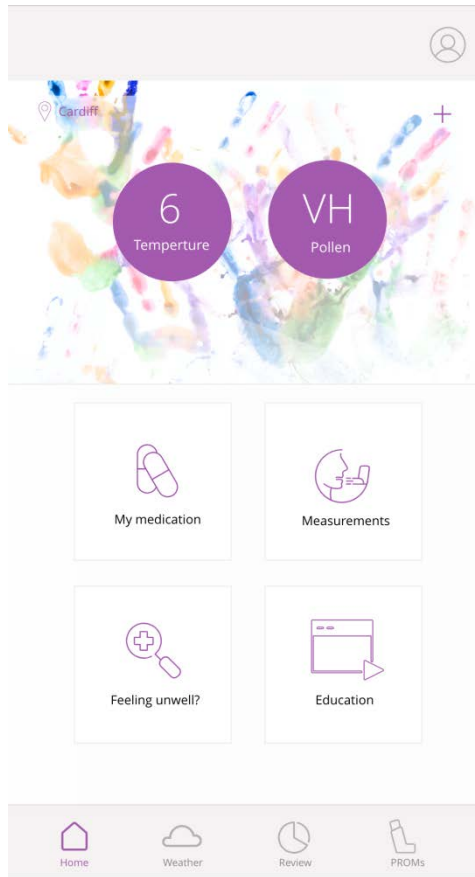 Cardiff
6
Temperture
VH
Pollen
My medication
Measurements
Feeling unwell?
Education
Home
Weather
Review
PROMs